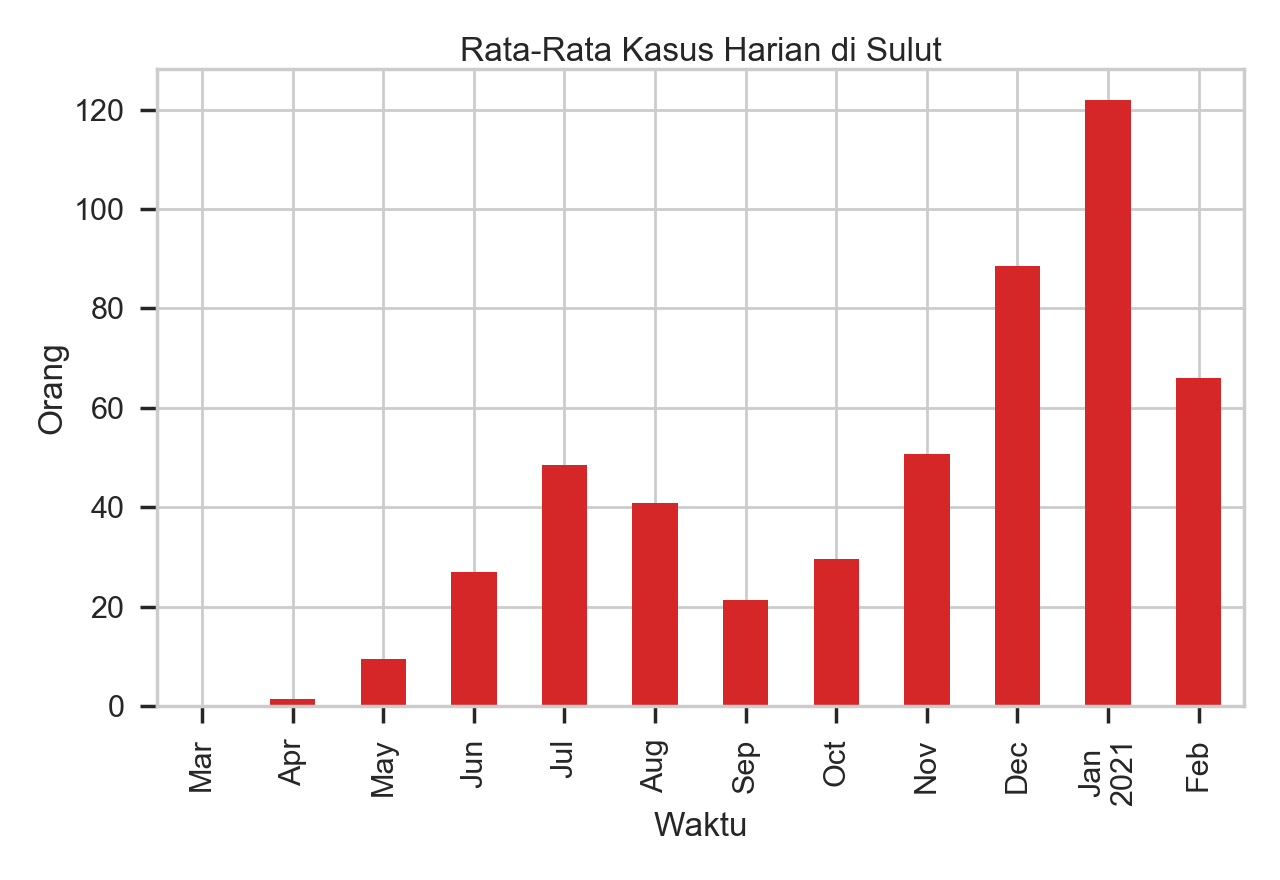 Rata-Rata Kasus Harian di Sulut
120
100
80
60
40
20
0
Orang
Mar
Apr
May
Jun
Jul
Aug
Sep
Oct
Nov
Dec
Jan
2021
Feb
Waktu